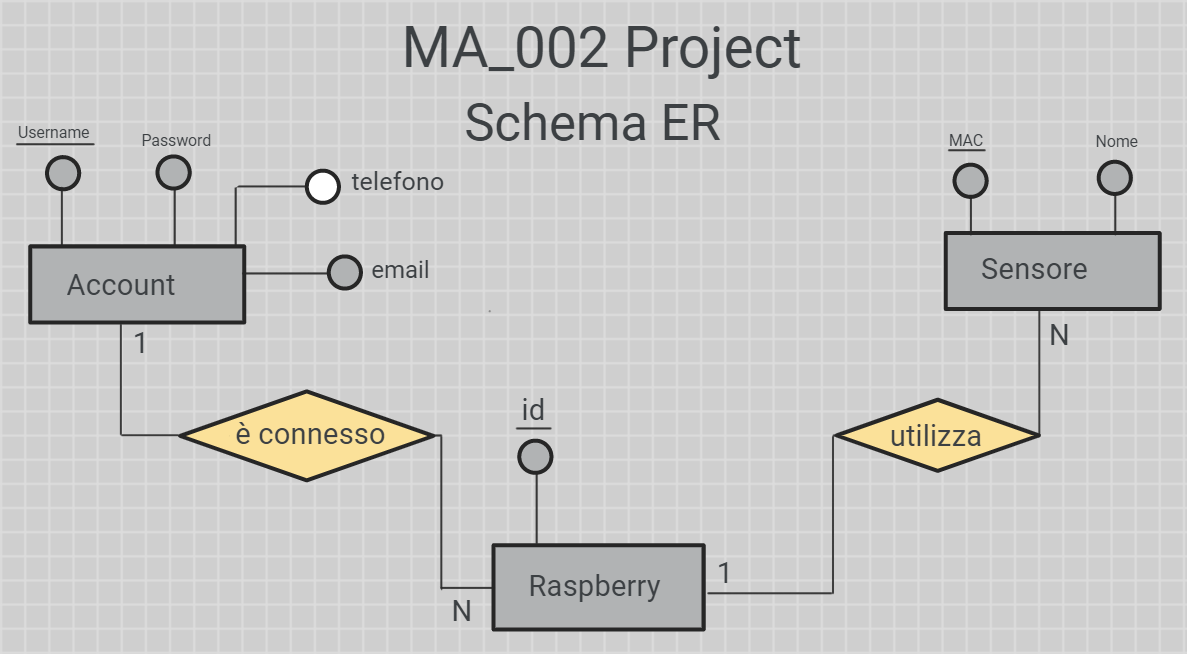 MA_002 Project
Schema ER
Username
Password
telefono
email
Account
1
MAC
Nome
Sensore
N
è connesso
id
utilizza
Raspberry
1
N